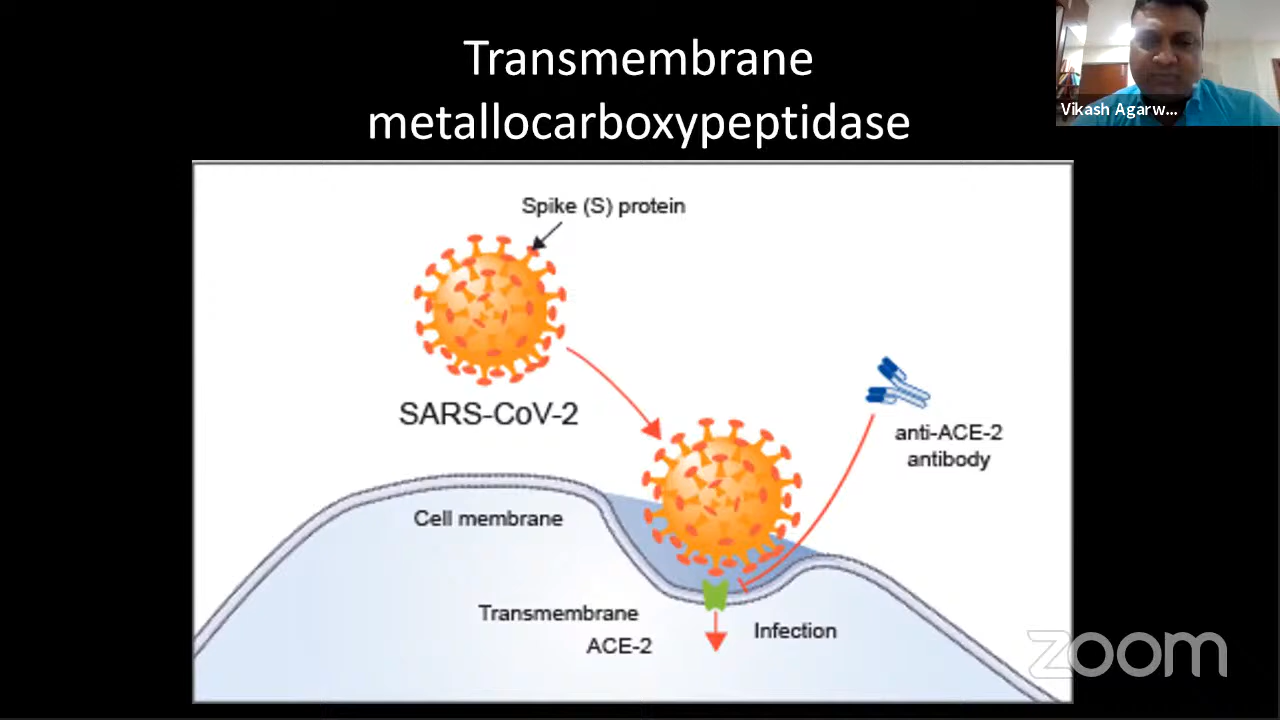 Transmembrane
metallocarboxypeptidase
Vikash Agarw...
Spike (S) protein
SARS-CoV-2
anti-ACE-2
antibody
Cell membrane
Transmembrane
ACE-2
Infection
zoom